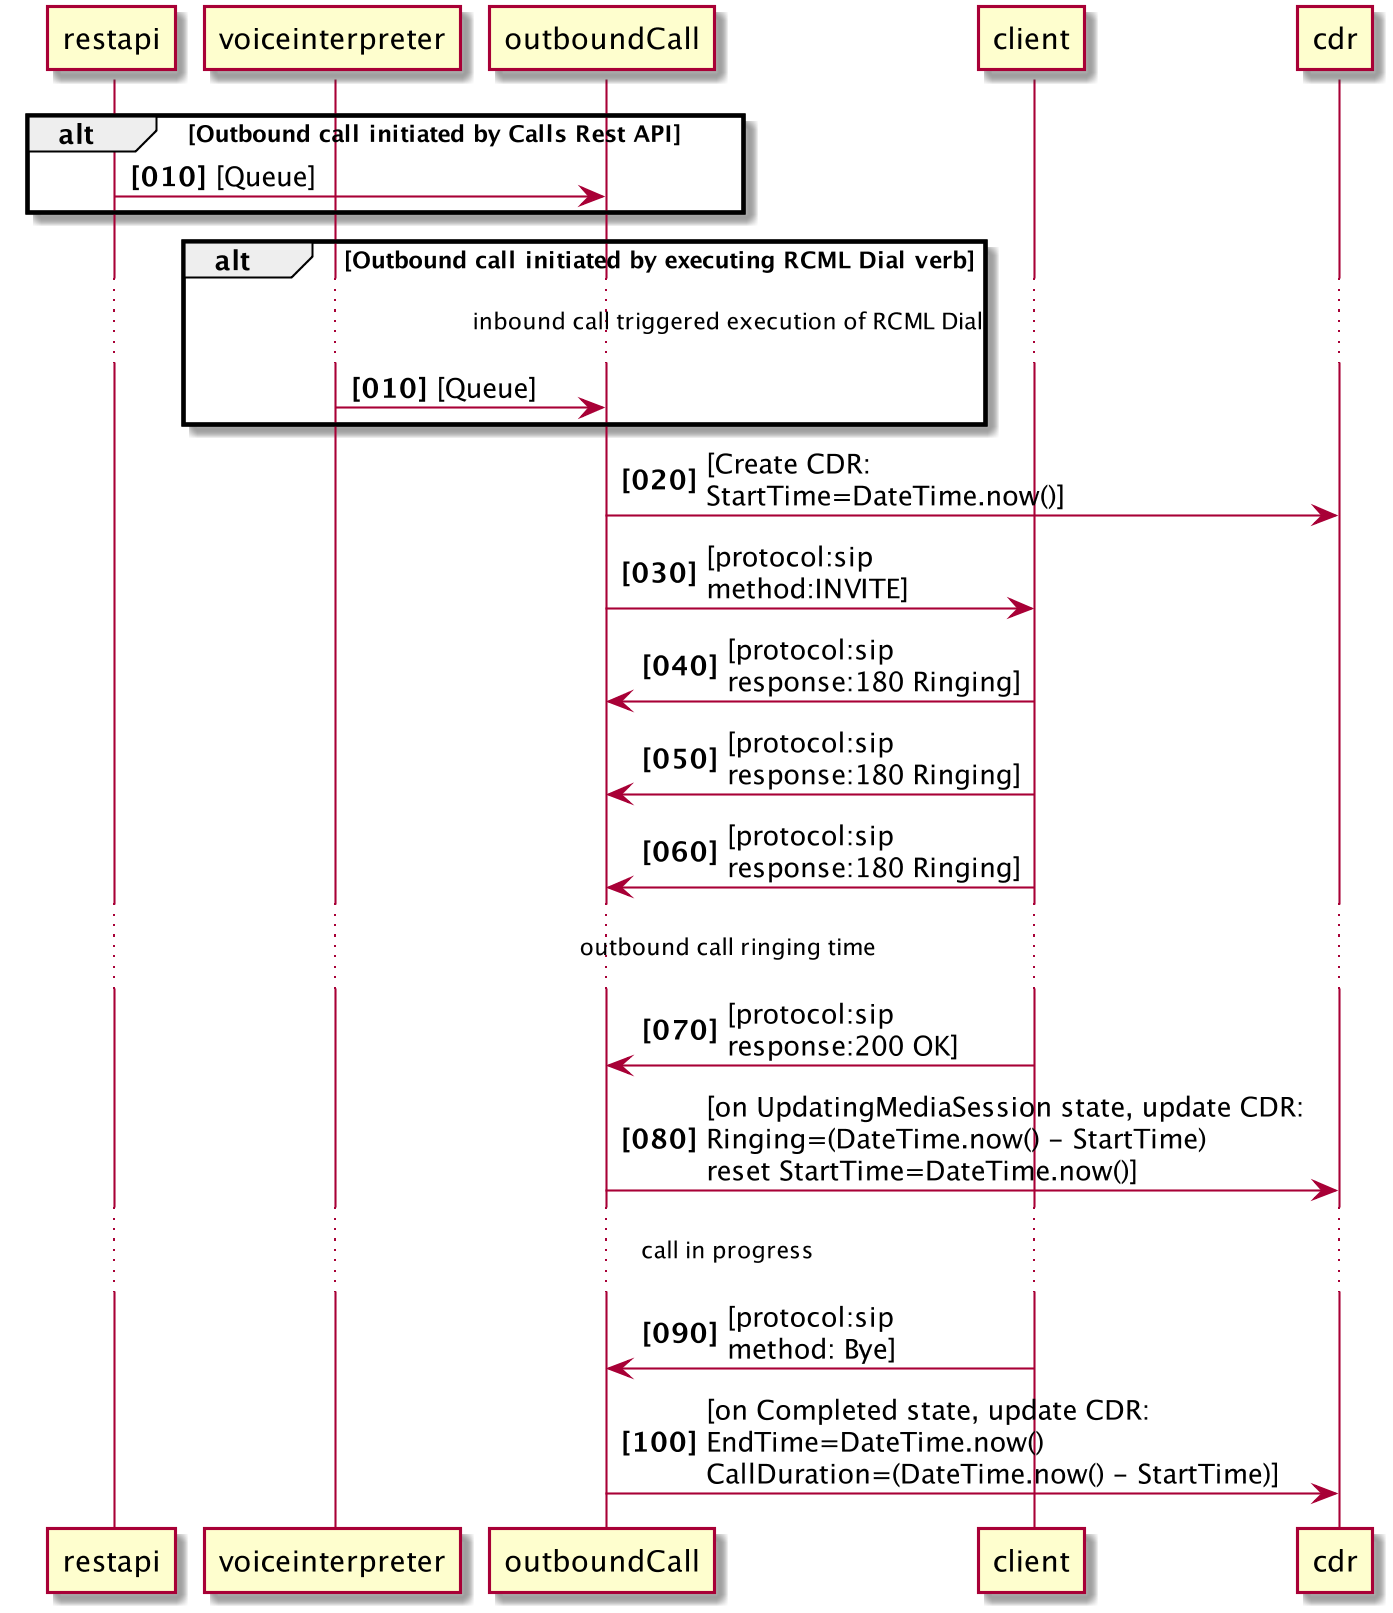 restapi voiceinterpreter outboundCall client cdr
alt [Outbound call initiated by Calls Rest API]
[010] [Queue]
alt [Outbound call initiated by executing RCML Dial verb]
inbound call triggered execution of RCML Dial
[010] [Queue]
[020] [Create CDR:
StartTime=DateTime.now()]
[030] [protocol:sip
method:INVITE]
[040] [protocol:sip
response:180 Ringing]
[050] [protocol:sip
response:180 Ringing]
[060] [protocol:sip
response:180 Ringing]
outbound call ringing time
[070] [protocol:sip
response:200 OK]
[on UpdatingMediaSession state, update CDR:
[080] Ringing=(DateTime.now() – StartTime)
reset StartTime=DateTime.now()]
call in progress
[090] [protocol:sip
method: Bye]
[on Completed state, update CDR:
[100] EndTime=DateTime.now()
CallDuration=(DateTime.now() – StartTime)]
restapi voiceinterpreter outboundCall client cdr